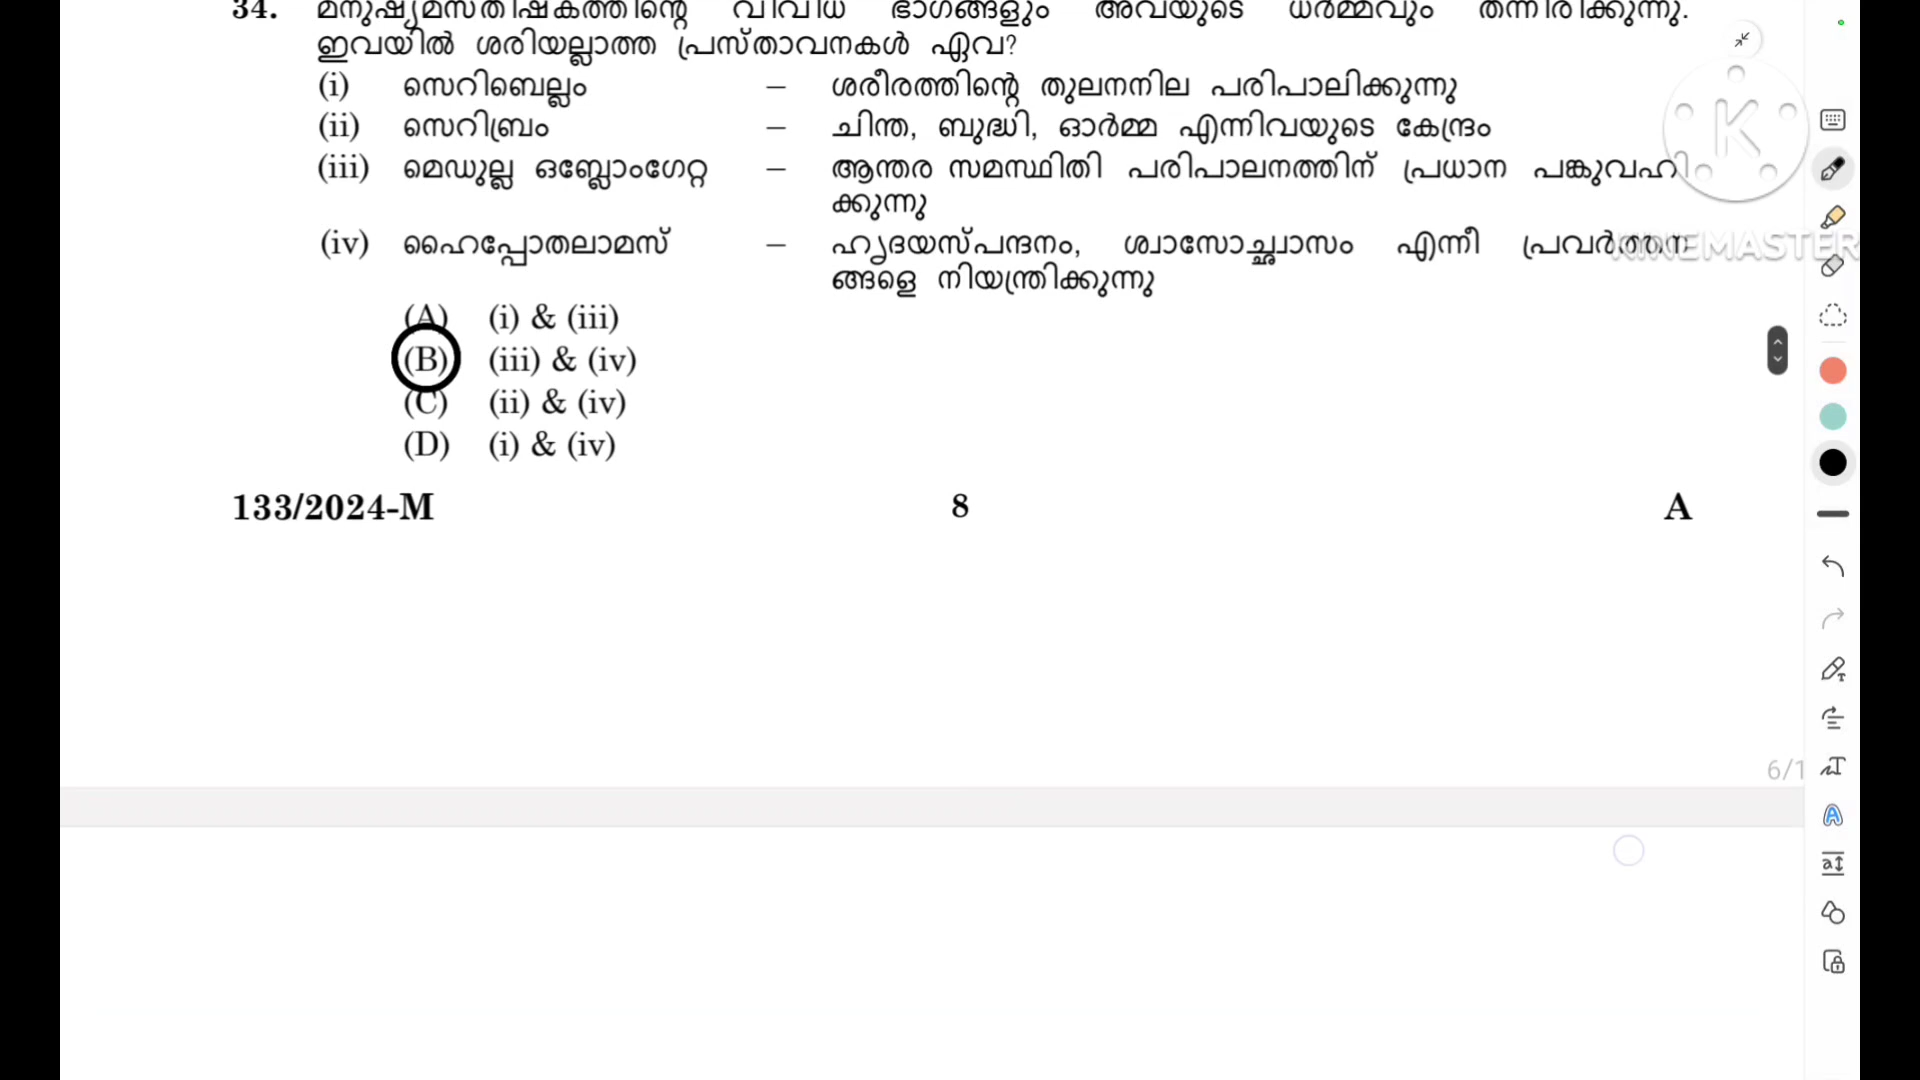 34. മനുഷ്യമസ്തിഷ്കത്തിന്റെ വിവിധ ഭാഗങ്ങളും അവയുടെ ധർമ്മവും തന്നിരിക്കുന്നു.
ഇവയിൽ ശരിയല്ലാത്ത പ്രസ്താവനകൾ ഏവ?
(i) സെറിബെല്ലം – ശരീരത്തിന്റെ തുലനനില പരിപാലിക്കുന്നു
(ii) സെറിബ്രം – ചിന്ത, ബുദ്ധി, ഓർമ്മ എന്നിവയുടെ കേന്ദ്രം
(iii) മെഡുല്ല ഒബ്ലോംഗേറ്റ – ആന്തര സമസ്ഥിതി പരിപാലനത്തിന് പ്രധാന പങ്കുവഹി
ക്കുന്നു
(iv) ഹൈപ്പോതലാമസ് – ഹൃദയസ്പന്ദനം, ശ്വാസോച്ഛ്വാസം എന്നീ പ്രവർത്തന
ങ്ങളെ നിയന്ത്രിക്കുന്നു
(A) (i) & (iii)
(B) (iii) & (iv)
(C) (ii) & (iv)
(D) (i) & (iv)
133/2024-M 8 A
K
KINEMASTER
6/1